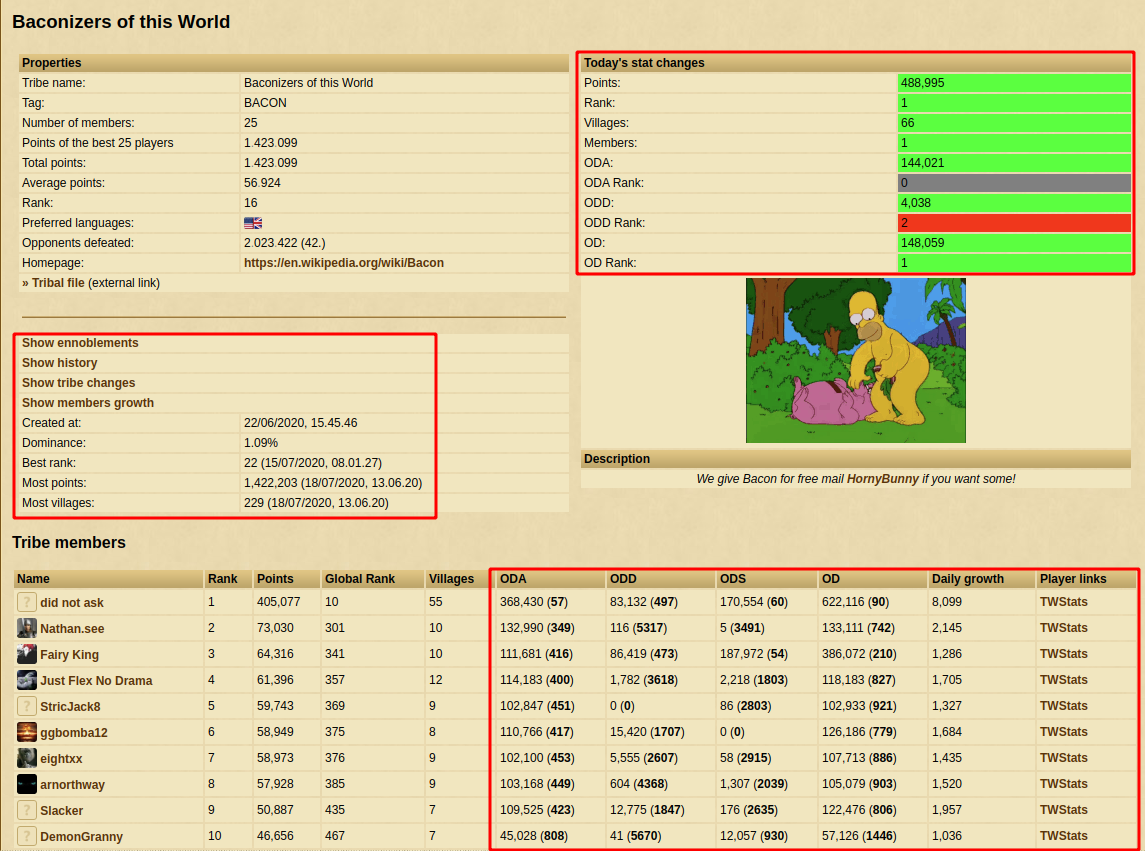 Baconizers of this World
Properties
Tribe name: Baconizers of this World
Tag: BACON
Number of members: 25
Points of the best 25 players 1.423.099
Total points: 1.423.099
Average points: 56.924
Rank: 16
Preferred languages:
Opponents defeated: 2.023.422 (42.)
Homepage: https://en.wikipedia.org/wiki/Bacon
» Tribal file (external link)
Show ennoblements
Show history
Show tribe changes
Show members growth
Created at: 22/06/2020, 15.45.46
Dominance: 1.09%
Best rank: 22 (15/07/2020, 08.01.27)
Most points: 1,422,203 (18/07/2020, 13.06.20)
Most villages: 229 (18/07/2020, 13.06.20)
Today's stat changes
Points: 488,995
Rank: 1
Villages: 66
Members: 1
ODA: 144,021
ODA Rank: 0
ODD: 4,038
ODD Rank: 2
OD: 148,059
OD Rank: 1
Description
We give Bacon for free mail HornyBunny if you want some!
Tribe members
Name Rank Points Global Rank Villages ODA ODD ODS OD Daily growth Player links
? did not ask 1 405,077 10 55 368,430 (57) 83,132 (497) 170,554 (60) 622,116 (90) 8,099 TWStats
Nathan.see 2 73,030 301 10 132,990 (349) 116 (5317) 5 (3491) 133,111 (742) 2,145 TWStats
Fairy King 3 64,316 341 10 111,681 (416) 86,419 (473) 187,972 (54) 386,072 (210) 1,286 TWStats
Just Flex No Drama 4 61,396 357 12 114,183 (400) 1,782 (3618) 2,218 (1803) 118,183 (827) 1,705 TWStats
? StricJack8 5 59,743 369 9 102,847 (451) 0 (0) 86 (2803) 102,933 (921) 1,327 TWStats
ggbomba12 6 58,949 375 8 110,766 (417) 15,420 (1707) 0 (0) 126,186 (779) 1,684 TWStats
eightxx 7 58,973 376 9 102,100 (453) 5,555 (2607) 58 (2915) 107,713 (886) 1,435 TWStats
arnorthway 8 57,928 385 9 103,168 (449) 604 (4368) 1,307 (2039) 105,079 (903) 1,520 TWStats
? Slacker 9 50,887 435 7 109,525 (423) 12,775 (1847) 176 (2635) 122,476 (806) 1,957 TWStats
? DemonGranny 10 46,656 467 7 45,028 (808) 41 (5670) 12,057 (930) 57,126 (1446) 1,036 TWStats